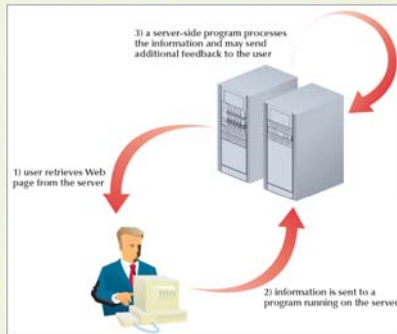 3) a server-side program processes
the information and may send
additional feedback to the user
1) user retrieves Web
page from the server
2) information is sent to a
program running on the server